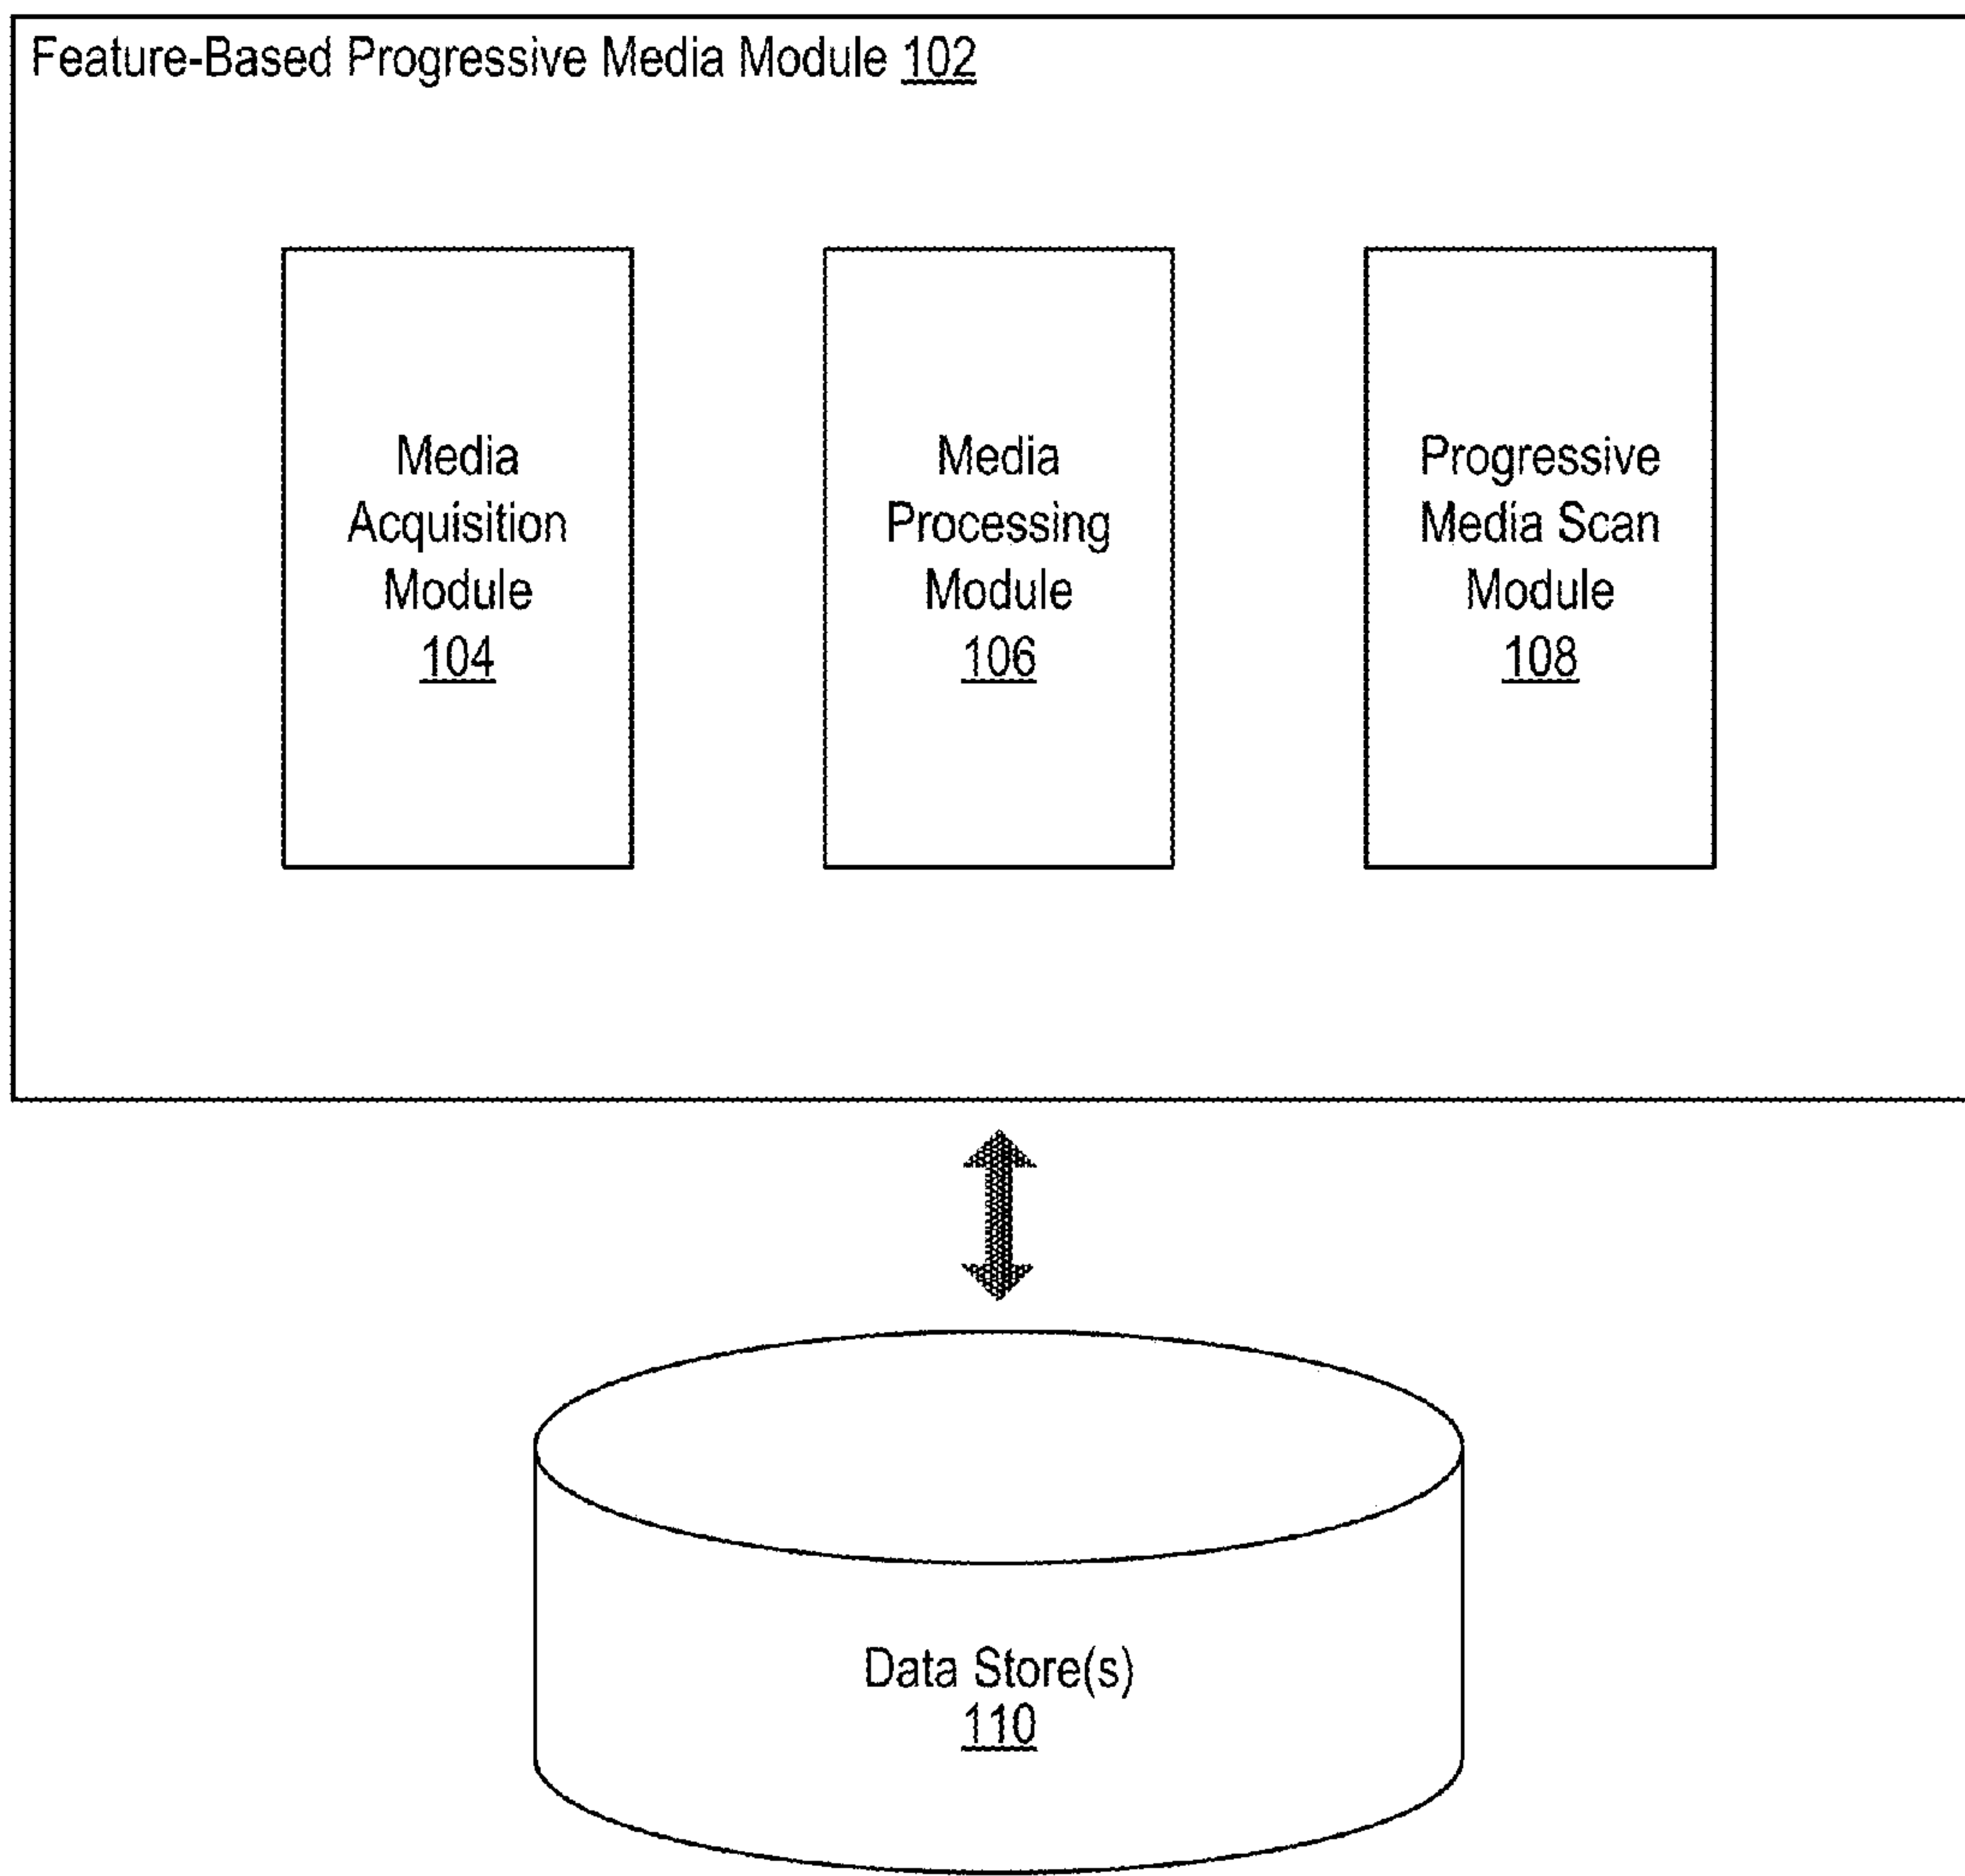 Feature-Based Progressive Media Module 102
Media
Acquisition
Module
104
Media
Processing
Module
106
Progressive
Media Scan
Module
108
Data Store(s)
110